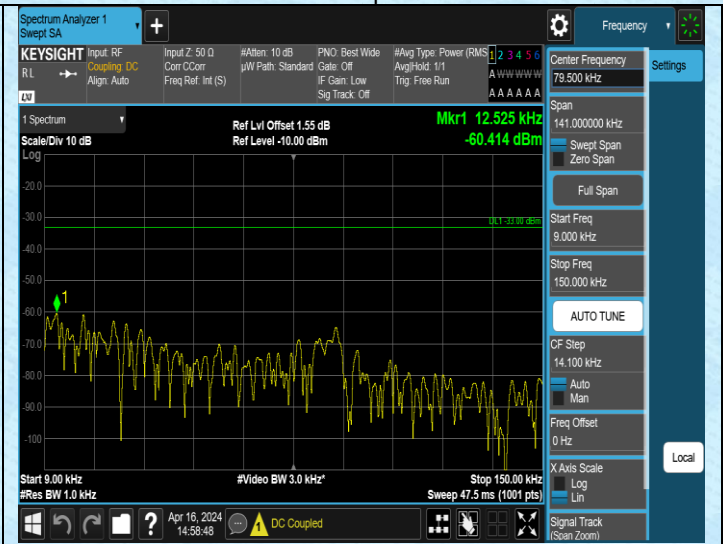 Spectrum Analyzer 1
Swept SA
+
Frequency
KEYSIGHT
RL
LXI
Input: RF
Coupling: DC
Align: Auto
Input Z: 50 Ω
Corr CCorr
Freq Ref: Int (S)
#Atten: 10 dB
µW Path: Standard
PNO: Best Wide
Gate: Off
IF Gain: Low
Sig Track: Off
#Avg Type: Power (RMS
Avg|Hold: 1/1
Trig: Free Run
1 2 3 4 5 6
A W W W W W
A A A A A A
1 Spectrum
Scale/Div 10 dB
Log
Ref Lvl Offset 1.55 dB
Ref Level -10.00 dBm
Mkr1 12.525 kHz
-60.414 dBm
-20.0
-30.0
DL1 -33.00 dBm
-40.0
-50.0
1
-60.0
-70.0
-80.0
-90.0
-100
Start 9.00 kHz
#Res BW 1.0 kHz
#Video BW 3.0 kHz*
Stop 150.00 kHz
Sweep 47.5 ms (1001 pts)
Center Frequency
79.500 kHz
Settings
Span
141.000000 kHz
Swept Span
Zero Span
Full Span
Start Freq
9.000 kHz
Stop Freq
150.000 kHz
AUTO TUNE
CF Step
14.100 kHz
Auto
Man
Freq Offset
0 Hz
X Axis Scale
Log
Lin
Local
Signal Track
(Span Zoom)
?
Apr 16, 2024
14:58:48
1
DC Coupled